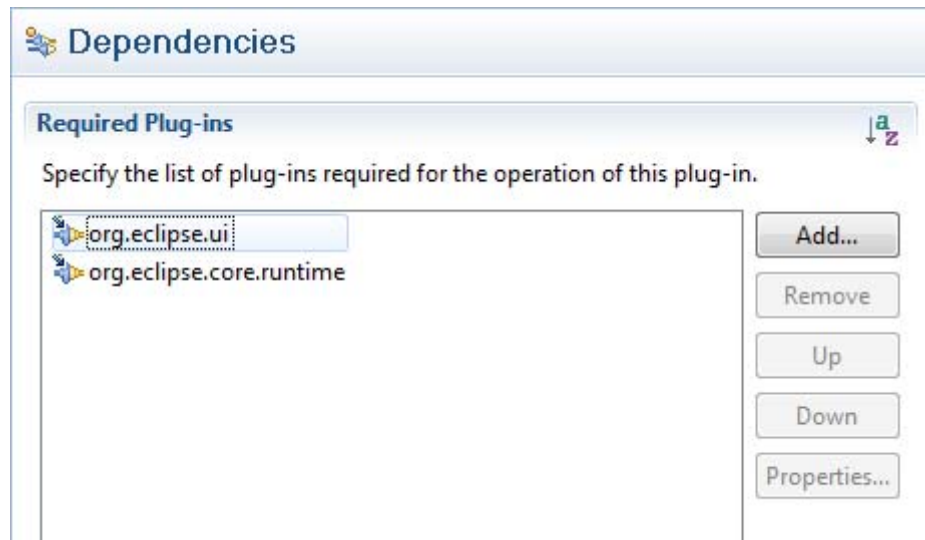 Dependencies
Required Plug-ins
a
z
Specify the list of plug-ins required for the operation of this plug-in.
org.eclipse.ui
Add...
org.eclipse.core.runtime
Remove
Up
Down
Properties...